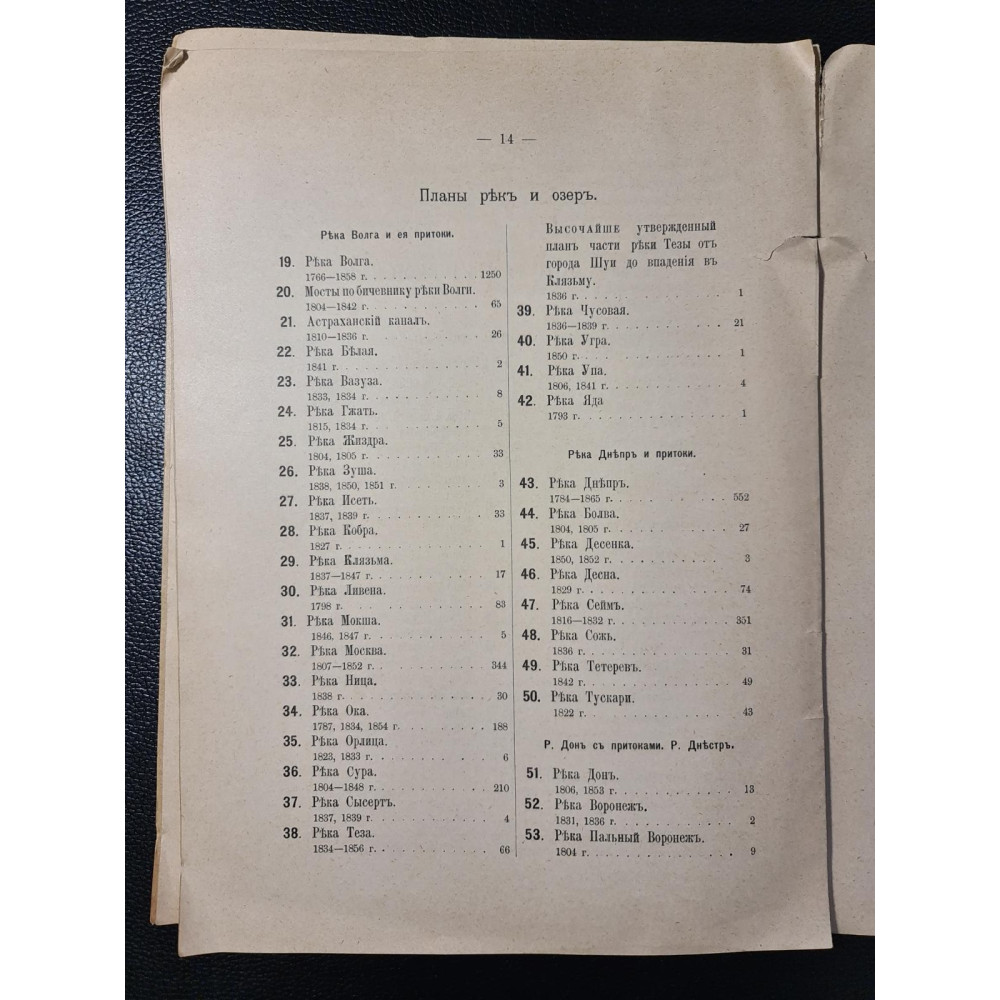 — 14 —
Планы рѣкъ и озеръ.
Рѣка Волга и ея притоки.
19. Рѣка Волга.
1766—1858 г. . . . . . . . . . . . 1250
20. Мосты по бичевнику рѣки Волги.
1804—1842 г. . . . . . . . . . . . 65
21. Астраханскій каналъ.
1810—1836 г. . . . . . . . . . . . 26
22. Рѣка Бѣлая.
1841 г. . . . . . . . . . . . 2
23. Рѣка Вазуза.
1833, 1834 г. . . . . . . . . . . . 8
24. Рѣка Гжать.
1815, 1834 г. . . . . . . . . . . . 5
25. Рѣка Жиздра.
1804, 1805 г. . . . . . . . . . . . 33
26. Рѣка Зуша.
1838, 1850, 1851 г. . . . . . . . . . 3
27. Рѣка Исеть.
1837, 1839 г. . . . . . . . . . . . 33
28. Рѣка Кобра.
1827 г. . . . . . . . . . . . 1
29. Рѣка Клязьма.
1837—1847 г. . . . . . . . . . . . 17
30. Рѣка Ливена.
1798 г. . . . . . . . . . . . 83
31. Рѣка Мокша.
1846, 1847 г. . . . . . . . . . . . 5
32. Рѣка Москва.
1807—1852 г. . . . . . . . . . . . 344
33. Рѣка Ница.
1838 г. . . . . . . . . . . . 30
34. Рѣка Ока.
1787, 1834, 1854 г. . . . . . . . . . 188
35. Рѣка Орлица.
1823, 1833 г. . . . . . . . . . . . 6
36. Рѣка Сура.
1804—1848 г. . . . . . . . . . . . 210
37. Рѣка Сысертъ.
1837, 1839 г. . . . . . . . . . . . 4
38. Рѣка Теза.
1834—1856 г. . . . . . . . . . . . 66
Высочайше утвержденный
планъ части рѣки Тезы отъ
города Шуи до впаденія въ
Клязьму.
1836 г. . . . . . . . . . . . 1
39. Рѣка Чусовая.
1836—1839 г. . . . . . . . . . . . 21
40. Рѣка Угра.
1850 г. . . . . . . . . . . . 1
41. Рѣка Упа.
1806, 1841 г. . . . . . . . . . . . 4
42. Рѣка Яда
1793 г. . . . . . . . . . . . 1
Рѣка Днѣпръ и притоки.
43. Рѣка Днѣпръ.
1784—1865 г. . . . . . . . . . . . 552
44. Рѣка Болва.
1804, 1805 г. . . . . . . . . . . . 27
45. Рѣка Десенка.
1850, 1852 г. . . . . . . . . . . . 3
46. Рѣка Десна.
1829 г. . . . . . . . . . . . 74
47. Рѣка Сеймъ.
1816—1832 г. . . . . . . . . . . . 351
48. Рѣка Сожь.
1836 г. . . . . . . . . . . . 31
49. Рѣка Тетеревъ.
1842 г. . . . . . . . . . . . 49
50. Рѣка Тускари.
1822 г. . . . . . . . . . . . 43
Р. Донъ съ притоками. Р. Днѣстръ.
51. Рѣка Донъ.
1806, 1853 г. . . . . . . . . . . . 13
52. Рѣка Воронежъ.
1831, 1836 г. . . . . . . . . . . . 2
53. Рѣка Пальный Воронежъ.
1804 г. . . . . . . . . . . . 9